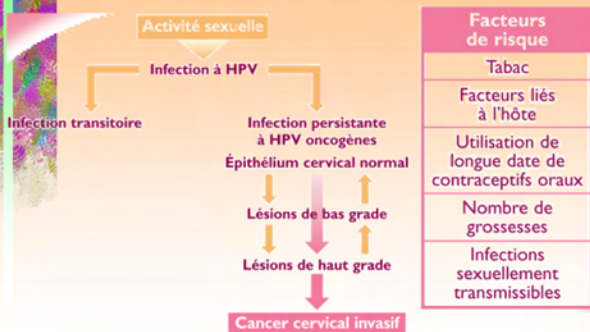 Activité sexuelle
Infection à HPV
Infection transitoire
Infection persistante
à HPV oncogènes
Épithélium cervical normal
Lésions de bas grade
Lésions de haut grade
Cancer cervical invasif
Facteurs
de risque
Tabac
Facteurs liés
à l'hôte
Utilisation de
longue date de
contraceptifs oraux
Nombre de
grossesses
Infections
sexuellement
transmissibles